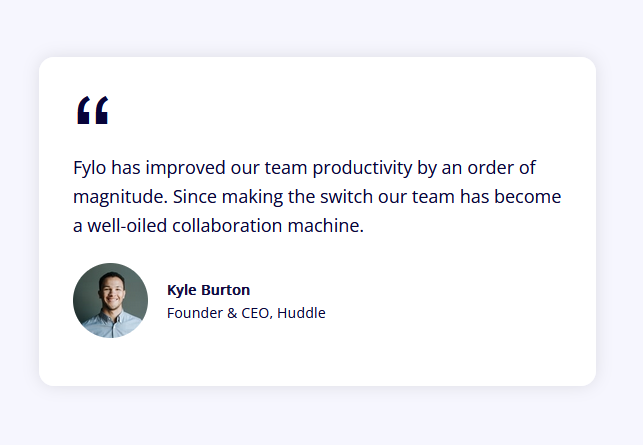 “
Fylo has improved our team productivity by an order of
magnitude. Since making the switch our team has become
a well-oiled collaboration machine.
Kyle Burton
Founder & CEO, Huddle